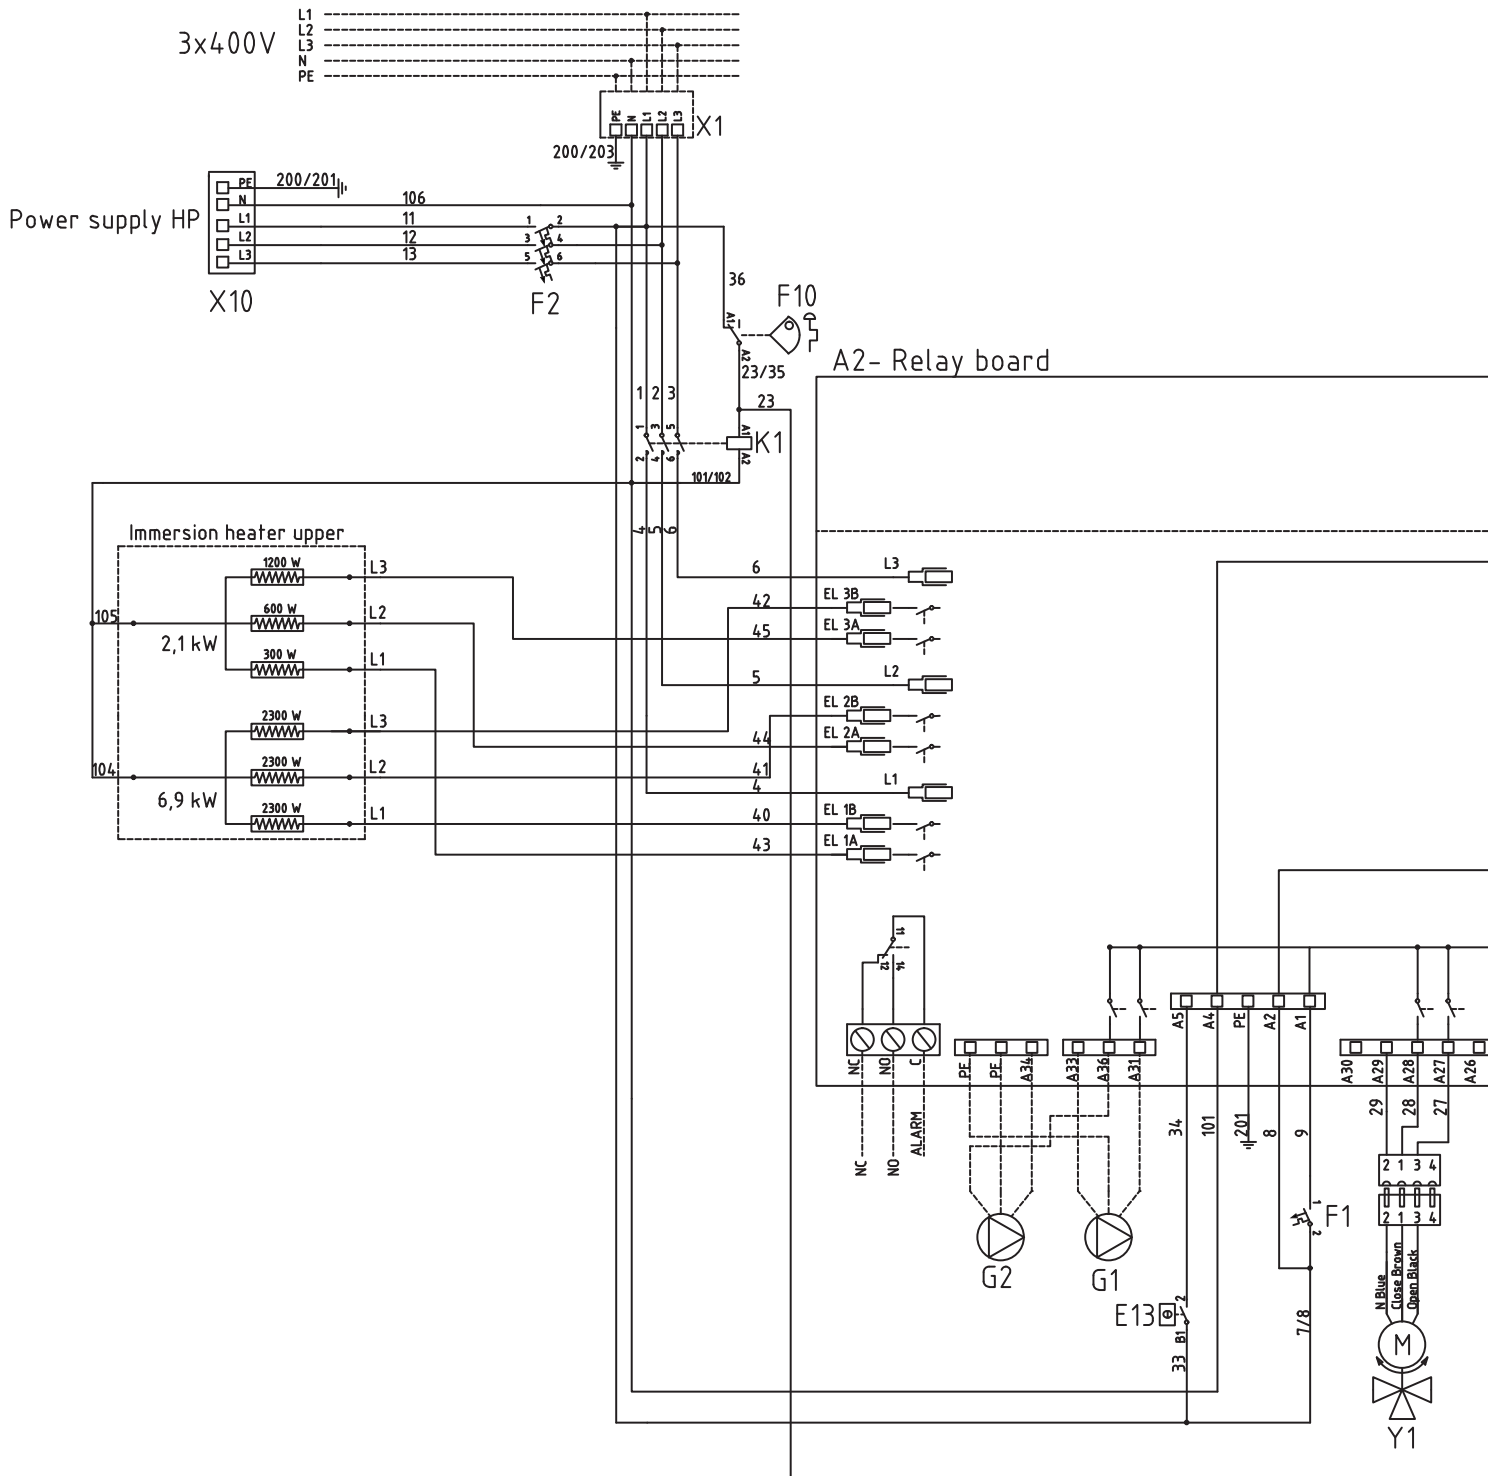 3x400V
L1
L2
L3
N
PE
PE N L1 L2 L3
X1
200/203
Power supply HP
PE
N
L1
L2
L3
200/201
106
11
12
13
1 2
3 4
5 6
X10
F2
36
F10
A1
A2
23/35
23
1 2 3
1 3 5
2 4 6
A1
A2
K1
101/102
4 5 6
A2- Relay board
Immersion heater upper
1200 W
L3
600 W
L2
105
2,1 kW
300 W
L1
2300 W
L3
2300 W
L2
104
6,9 kW
2300 W
L1
6
L3
42
EL 3B
45
EL 3A
5
L2
EL 2B
44
EL 2A
41
4
L1
40
EL 1B
43
EL 1A
11
12 14
NC NO C
NC NO ALARM
PE PE A34
A33 A36 A31
G2
G1
A5 A4 PE A2 A1
34 101 201 8 9
1
2
F1
E13
2
B1
33
7/8
A30 A29 A28 A27 A26
29 28 27
2 1 3 4
2 1 3 4
N Blue
Close Brown
Open Black
M
Y1